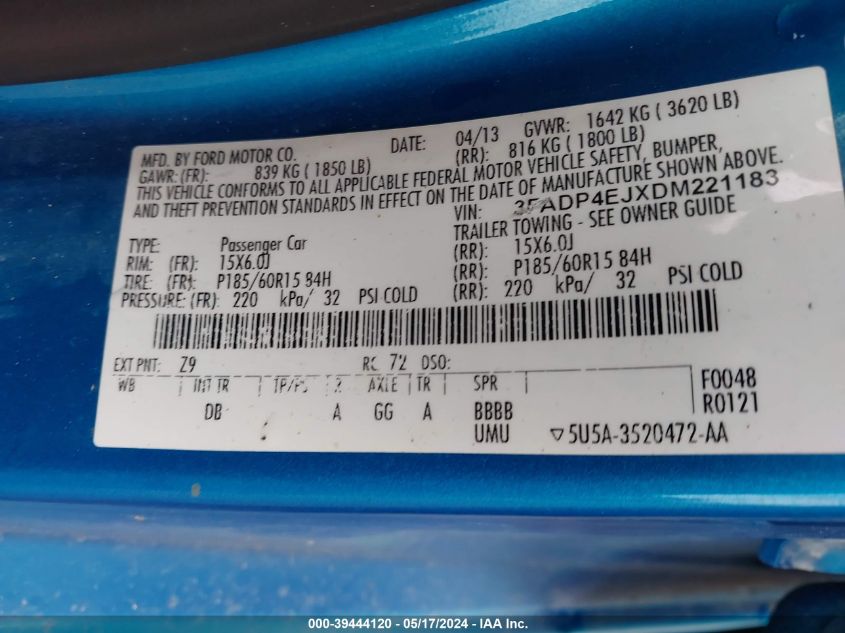 MFD. BY FORD MOTOR CO. DATE: 04/13 GVWR: 1642 KG ( 3620 LB)
GAWR: (FR): 839 KG ( 1850 LB) (RR): 816 KG ( 1800 LB)
THIS VEHICLE CONFORMS TO ALL APPLICABLE FEDERAL MOTOR VEHICLE SAFETY, BUMPER,
AND THEFT PREVENTION STANDARDS IN EFFECT ON THE DATE OF MANUFACTURE SHOWN ABOVE.
VIN: 3FADP4EJXDM221183
TRAILER TOWING - SEE OWNER GUIDE
TYPE: Passenger Car
RIM: (FR): 15X6.0J (RR): 15X6.0J
TIRE: (FR): P185/60R15 84H (RR): P185/60R15 84H
PRESSURE: (FR): 220 kPa/ 32 PSI COLD (RR): 220 kPa/ 32 PSI COLD
EXT PNT: Z9 RC: 72 DSO:
WB INT TR TP/PS R AXLE TR SPR F0048
DB A GG A BBBB R0121
UMU 5U5A-3520472-AA
000-39444120 - 05/17/2024 - IAA Inc.